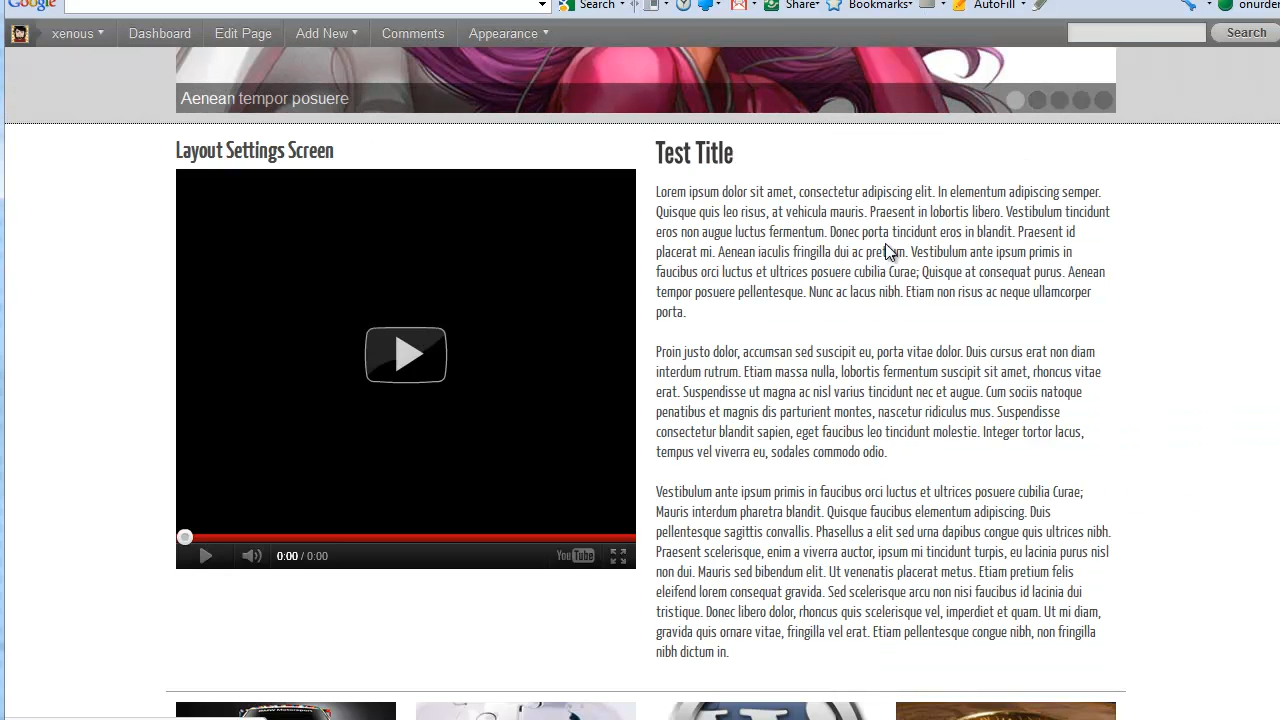 Google Search Share Bookmarks AutoFill onurder
xenous Dashboard Edit Page Add New Comments Appearance Search
Aenean tempor posuere
Layout Settings Screen
0:00 / 0:00 YouTube
Test Title
Lorem ipsum dolor sit amet, consectetur adipiscing elit. In elementum adipiscing semper.
Quisque quis leo risus, at vehicula mauris. Praesent in lobortis libero. Vestibulum tincidunt
eros non augue luctus fermentum. Donec porta tincidunt eros in blandit. Praesent id
placerat mi. Aenean iaculis fringilla dui ac pretium. Vestibulum ante ipsum primis in
faucibus orci luctus et ultrices posuere cubilia Curae; Quisque at consequat purus. Aenean
tempor posuere pellentesque. Nunc ac lacus nibh. Etiam non risus ac neque ullamcorper
porta.
Proin justo dolor, accumsan sed suscipit eu, porta vitae dolor. Duis cursus erat non diam
interdum rutrum. Etiam massa nulla, lobortis fermentum suscipit sit amet, rhoncus vitae
erat. Suspendisse ut magna ac nisl varius tincidunt nec et augue. Cum sociis natoque
penatibus et magnis dis parturient montes, nascetur ridiculus mus. Suspendisse
consectetur blandit sapien, eget faucibus leo tincidunt molestie. Integer tortor lacus,
tempus vel viverra eu, sodales commodo odio.
Vestibulum ante ipsum primis in faucibus orci luctus et ultrices posuere cubilia Curae;
Mauris interdum pharetra blandit. Quisque faucibus elementum adipiscing. Duis
pellentesque sagittis convallis. Phasellus a elit sed urna dapibus congue quis ultrices nibh.
Praesent scelerisque, enim a viverra auctor, ipsum mi tincidunt turpis, eu lacinia purus nisl
non dui. Mauris sed bibendum elit. Ut venenatis placerat metus. Etiam pretium felis
eleifend lorem consequat gravida. Sed scelerisque arcu non nisi faucibus id lacinia dui
tristique. Donec libero dolor, rhoncus quis scelerisque vel, imperdiet et quam. Ut mi diam,
gravida quis ornare vitae, fringilla vel erat. Etiam pellentesque congue nibh, non fringilla
nibh dictum in.
BMW Motorsport